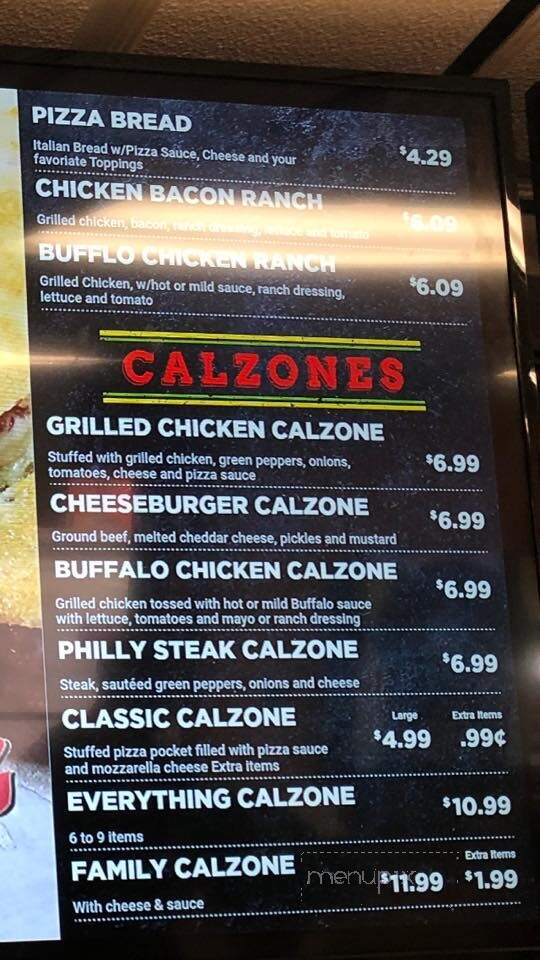 PIZZA BREAD
Italian Bread w/Pizza Sauce, Cheese and your
favoriate Toppings
$4.29
CHICKEN BACON RANCH
Grilled chicken, bacon, ranch dressing, lettuce and tomato
$6.09
BUFFLO CHICKEN RANCH
Grilled Chicken, w/hot or mild sauce, ranch dressing,
lettuce and tomato
$6.09
CALZONES
GRILLED CHICKEN CALZONE
Stuffed with grilled chicken, green peppers, onions,
tomatoes, cheese and pizza sauce
$6.99
CHEESEBURGER CALZONE
$6.99
Ground beef, melted cheddar cheese, pickles and mustard
BUFFALO CHICKEN CALZONE
$6.99
Grilled chicken tossed with hot or mild Buffalo sauce
with lettuce, tomatoes and mayo or ranch dressing
PHILLY STEAK CALZONE
$6.99
Steak, sautéed green peppers, onions and cheese
CLASSIC CALZONE
Large Extra Items
$4.99 .99¢
Stuffed pizza pocket filled with pizza sauce
and mozzarella cheese Extra Items
EVERYTHING CALZONE
$10.99
6 to 9 items
FAMILY CALZONE
Extra Items
$11.99 $1.99
With cheese & sauce
menupix